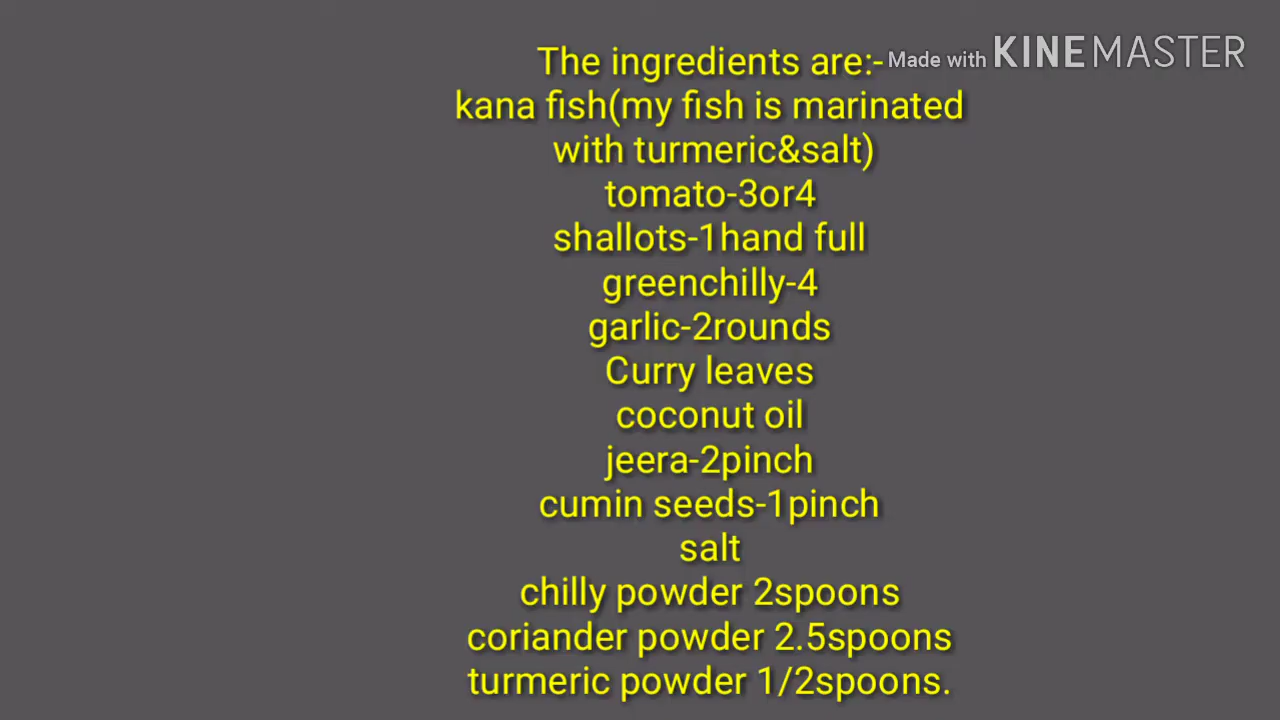 The ingredients are:-
Made with KINEMASTER
kana fish(my fish is marinated
with turmeric&salt)
tomato-3or4
shallots-1hand full
greenchilly-4
garlic-2rounds
Curry leaves
coconut oil
jeera-2pinch
cumin seeds-1pinch
salt
chilly powder 2spoons
coriander powder 2.5spoons
turmeric powder 1/2spoons.